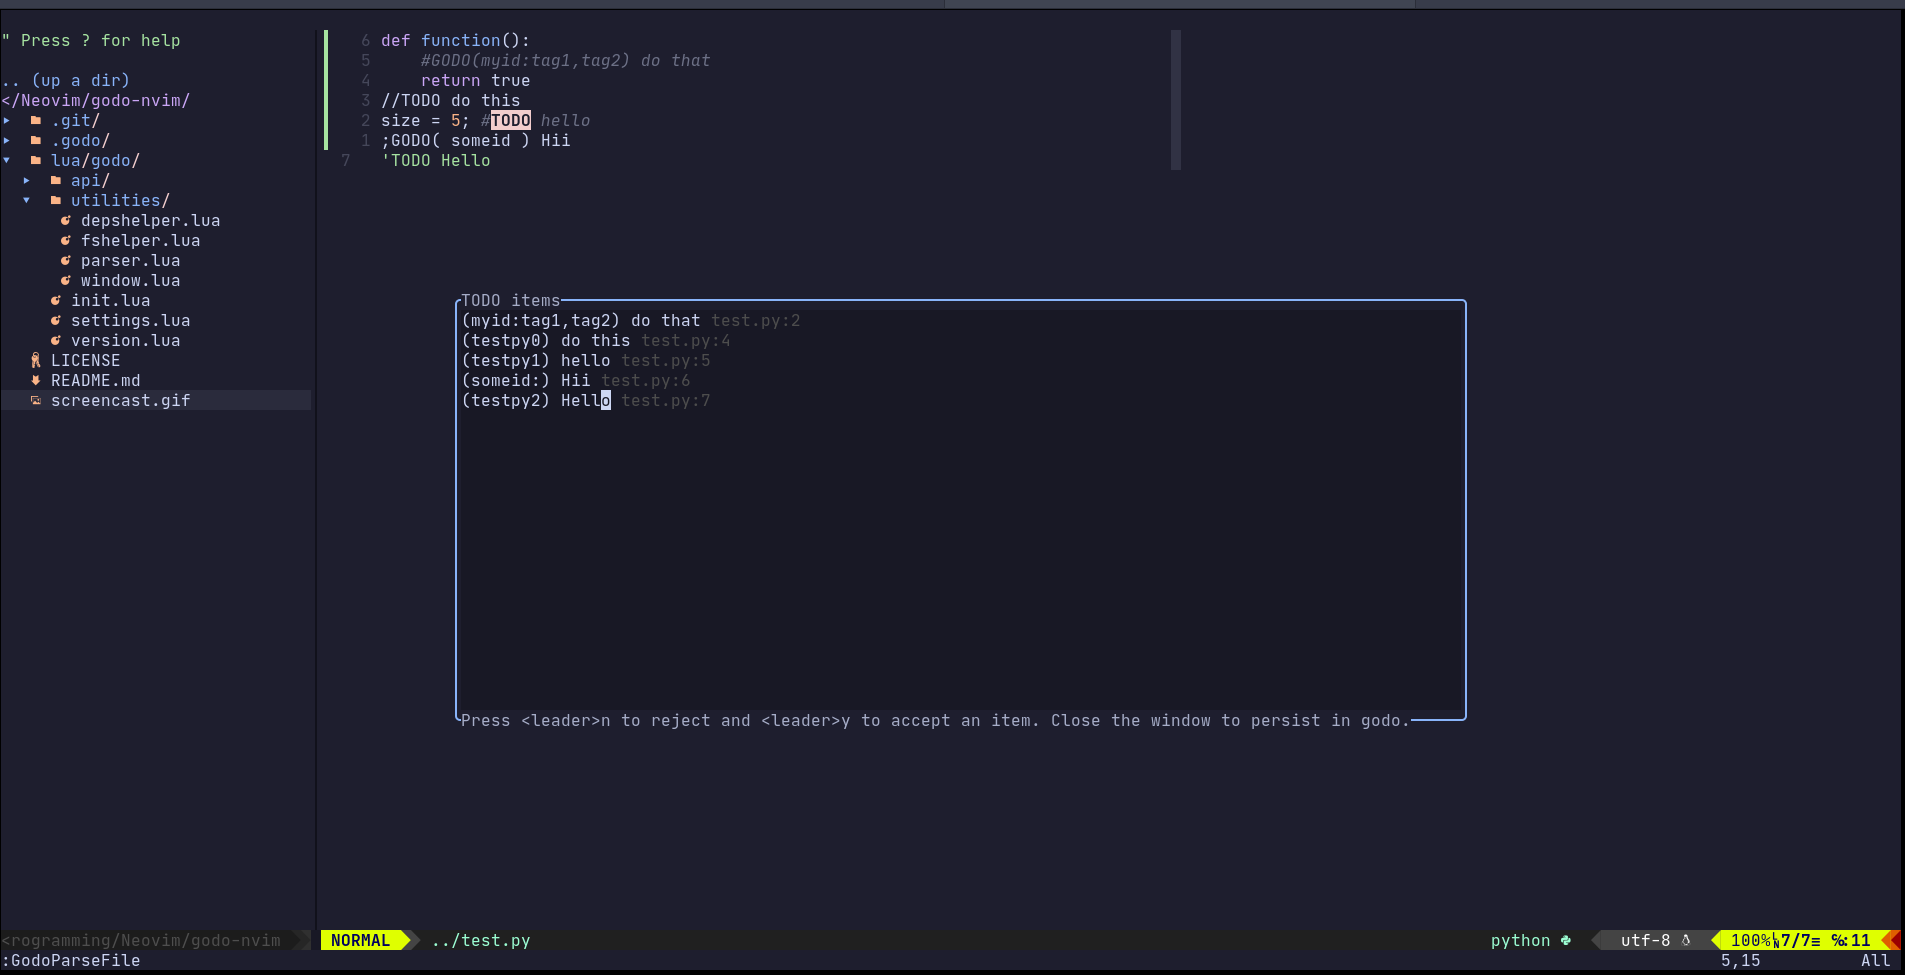 " Press ? for help
.. (up a dir)
</Neovim/godo-nvim/
.git/
.godo/
lua/godo/
api/
utilities/
depshelper.lua
fshelper.lua
parser.lua
window.lua
init.lua
settings.lua
version.lua
LICENSE
README.md
screencast.gif
6 def function():
5 #GODO(myid:tag1,tag2) do that
4 return true
3 //TODO do this
2 size = 5; #TODO hello
1 ;GODO( someid ) Hii
7 'TODO Hello
TODO items
(myid:tag1,tag2) do that test.py:2
(testpy0) do this test.py:4
(testpy1) hello test.py:5
(someid:) Hii test.py:6
(testpy2) Hello test.py:7
Press <leader>n to reject and <leader>y to accept an item. Close the window to persist in godo.
<rogramming/Neovim/godo-nvim NORMAL ../test.py python utf-8 100% 7/7≡ ℅:11
:GodoParseFile 5,15 All